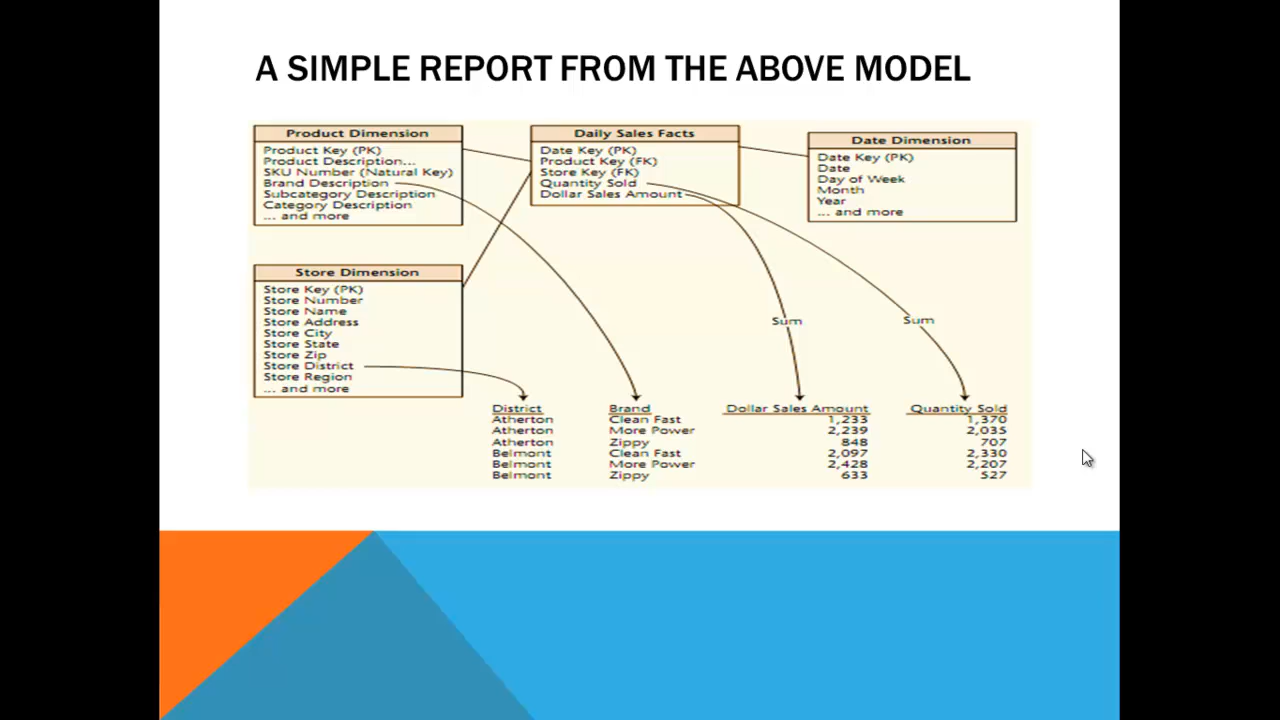 A SIMPLE REPORT FROM THE ABOVE MODEL
Product Dimension
Product Key (PK)
Product Description...
SKU Number (Natural Key)
Brand Description
Subcategory Description
Category Description
... and more
Daily Sales Facts
Date Key (PK)
Product Key (FK)
Store Key (FK)
Quantity Sold
Dollar Sales Amount
Date Dimension
Date Key (PK)
Date
Day of Week
Month
Year
... and more
Store Dimension
Store Key (PK)
Store Number
Store Name
Store Address
Store City
Store State
Store Zip
Store District
Store Region
... and more
Sum
Sum
District Brand Dollar Sales Amount Quantity Sold
Atherton Clean Fast 1,233 1,370
Atherton More Power 2,239 2,035
Atherton Zippy 848 707
Belmont Clean Fast 2,097 2,330
Belmont More Power 2,428 2,207
Belmont Zippy 633 527